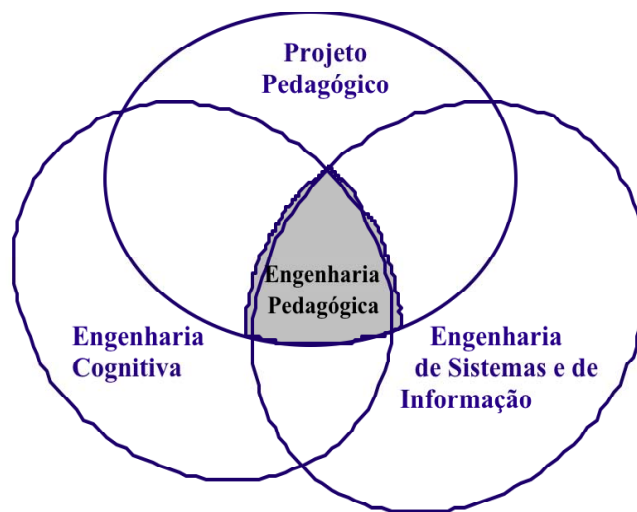 Projeto
Pedagógico
Engenharia
Pedagógica
Engenharia
Cognitiva
Engenharia
de Sistemas e de
Informação